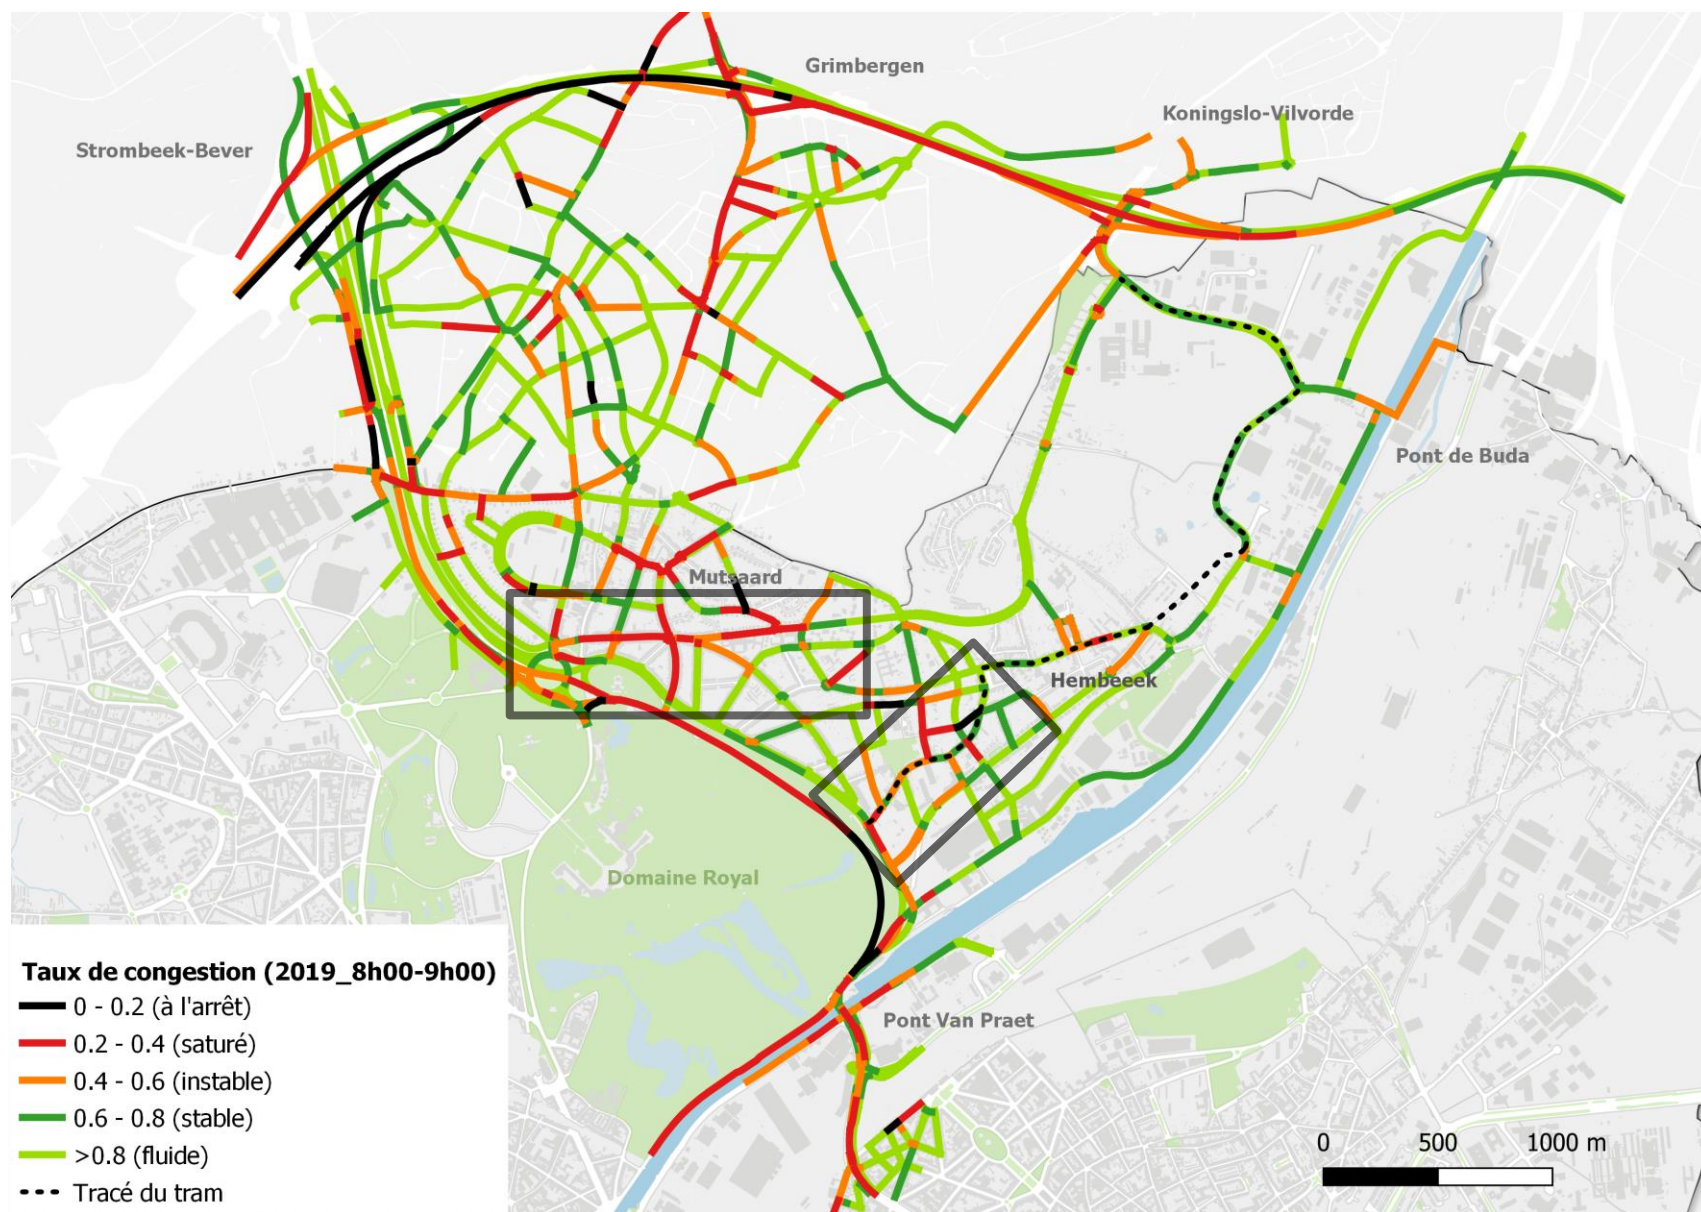 Grimbergen
Koningslo-Vilvorde
Strombeek-Bever
Pont de Buda
Mutsaard
Hembeeek
Domaine Royal
Pont Van Praet
Taux de congestion (2019_8h00-9h00)
0 - 0.2 (à l'arrêt)
0.2 - 0.4 (saturé)
0.4 - 0.6 (instable)
0.6 - 0.8 (stable)
>0.8 (fluide)
Tracé du tram
0 500 1000 m